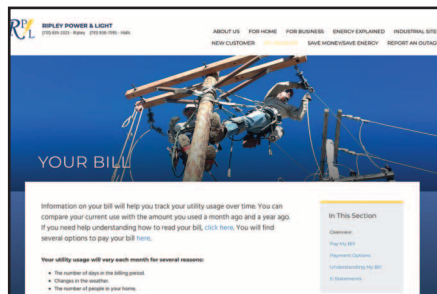 RIPLEY POWER & LIGHT
(731) 635-2323 - Ripley (731) 836-7595 - Halls
ABOUT US FOR HOME FOR BUSINESS ENERGY EXPLAINED INDUSTRIAL SITE
NEW CUSTOMER SAVE MONEY/SAVE ENERGY REPORT AN OUTAG
YOUR BILL
Information on your bill will help you track your utility usage over time. You can
compare your current use with the amount you used a month ago and a year ago.
If you need help understanding how to read your bill, click here. You will find
several options to pay your bill here.
Your utility usage will vary each month for several reasons:
• The number of days in the billing period.
• Changes in the weather.
• The number of people in your home.
In This Section
Overview
Pay My Bill
Payment Options
Understanding My Bill
E-Statements